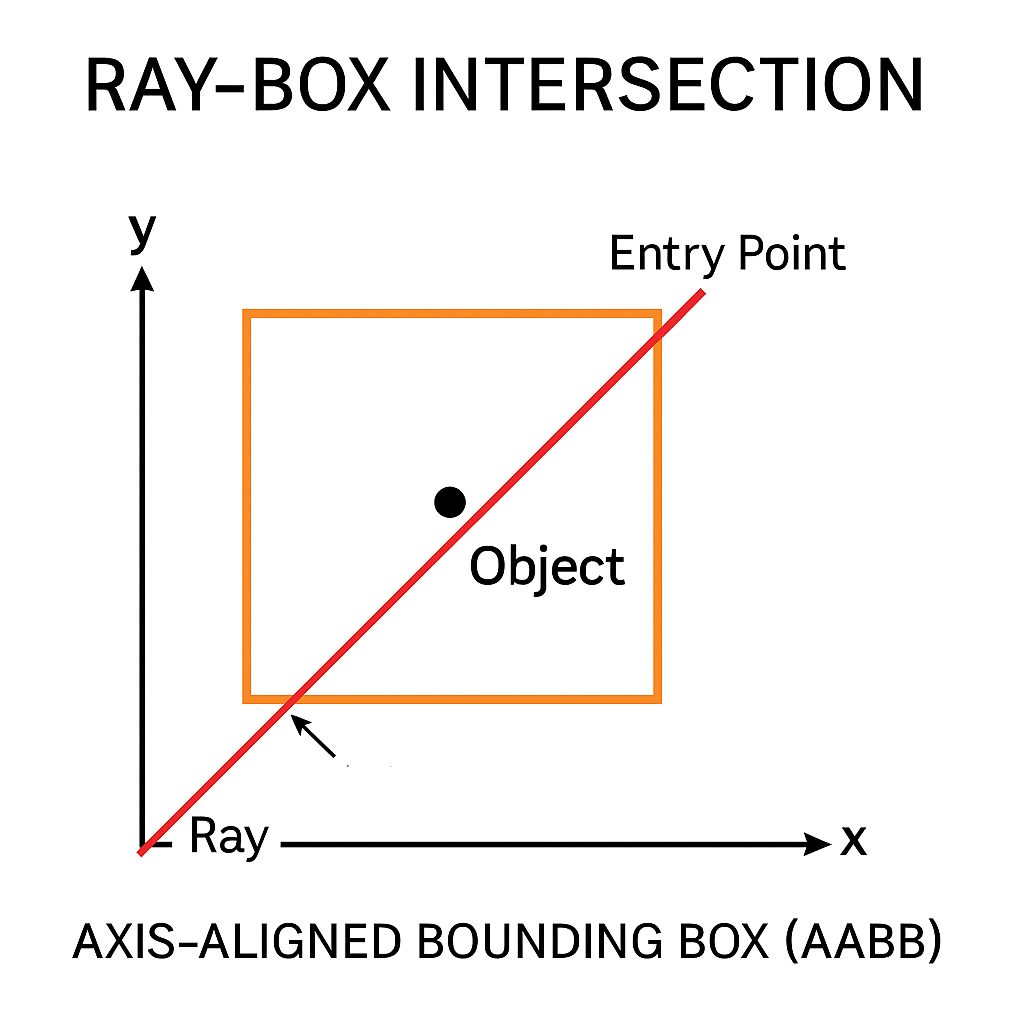 RAY–BOX INTERSECTION
y
Entry Point
Object
Ray
x
AXIS–ALIGNED BOUNDING BOX (AABB)